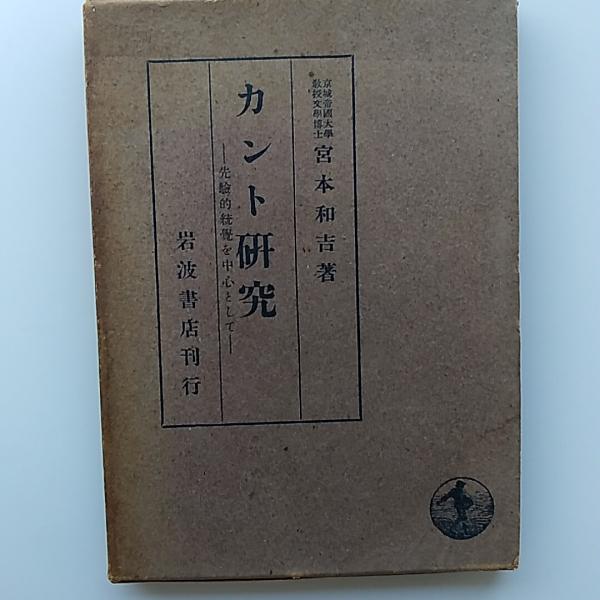 京城帝國大學
敎授文學博士
宮本和吉著
カント研究
―先驗的統覺を中心として―
岩波書店刊行